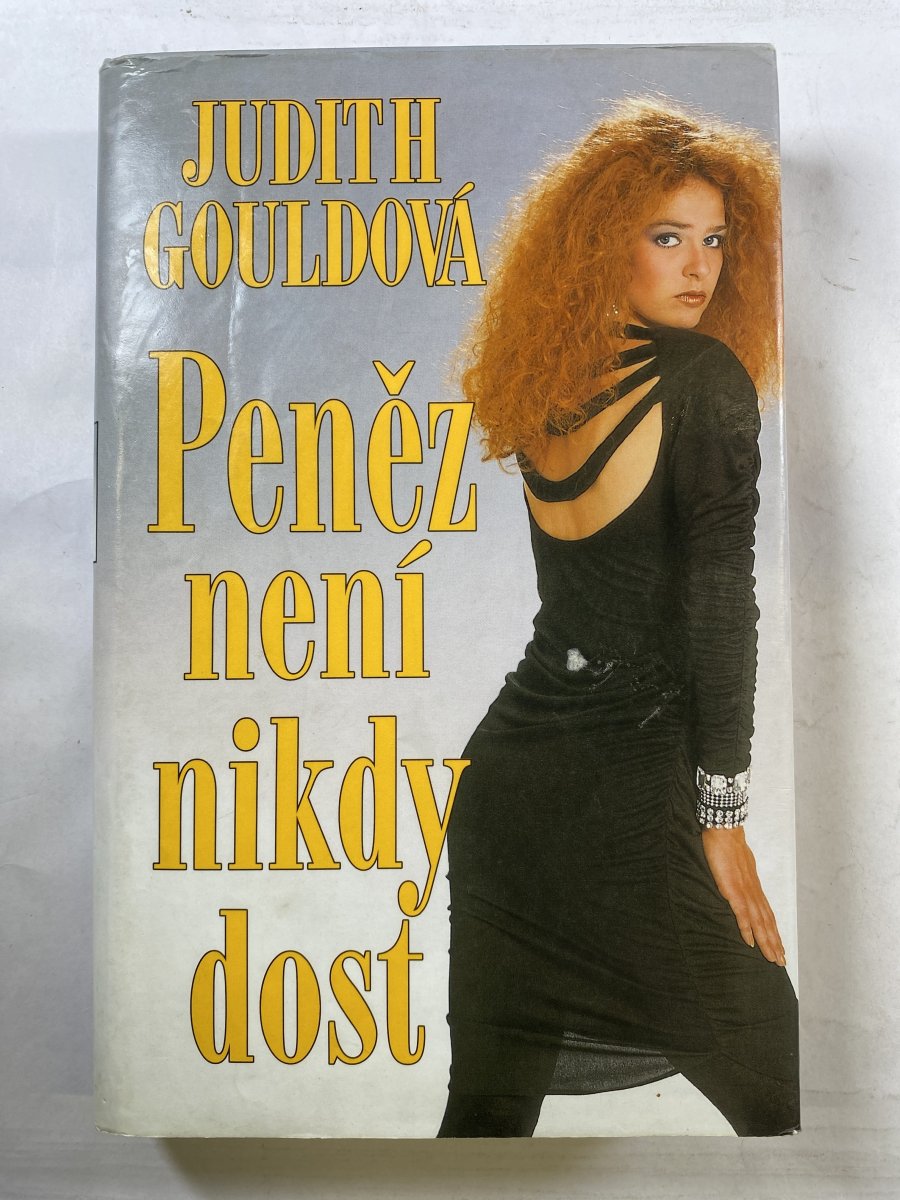 JUDITH
GOULDOVÁ
Peněz
není
nikdy
dost